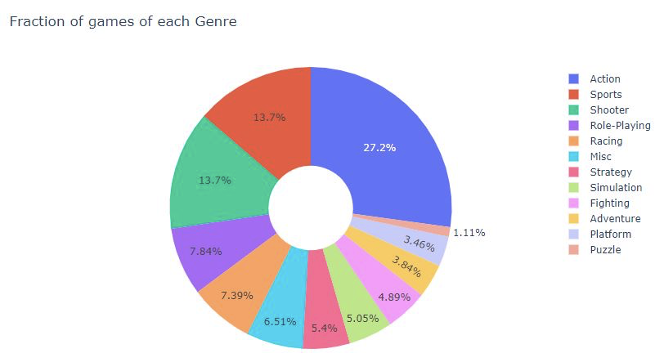 Fraction of games of each Genre
27.2%
13.7%
13.7%
7.84%
7.39%
6.51%
5.4%
5.05%
4.89%
3.84%
3.46%
1.11%
Action
Sports
Shooter
Role-Playing
Racing
Misc
Strategy
Simulation
Fighting
Adventure
Platform
Puzzle